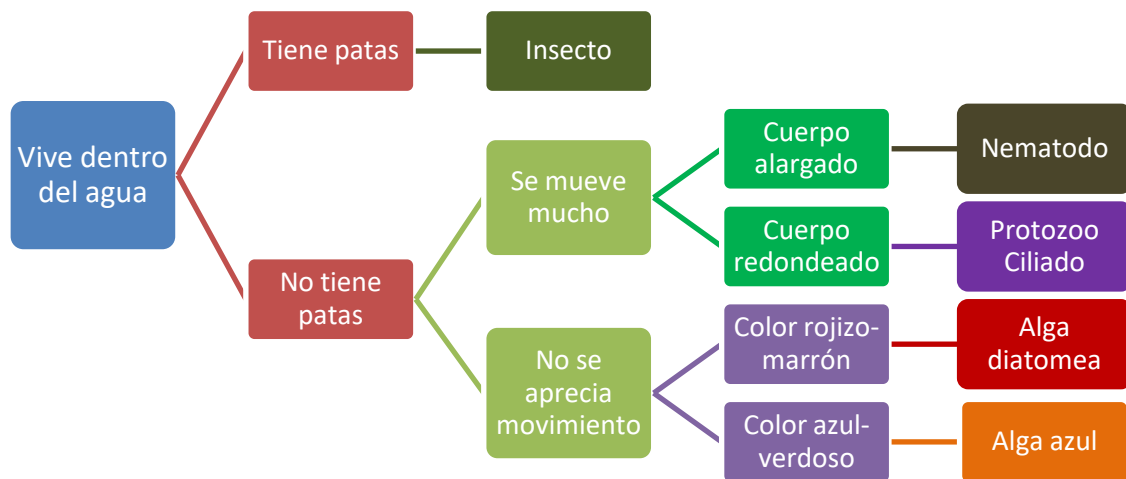 Vive dentro
del agua
Tiene patas
Insecto
No tiene
patas
Se mueve
mucho
Cuerpo
alargado
Nematodo
Cuerpo
redondeado
Protozoo
Ciliado
No se
aprecia
movimiento
Color rojizo-
marrón
Alga
diatomea
Color azul-
verdoso
Alga azul